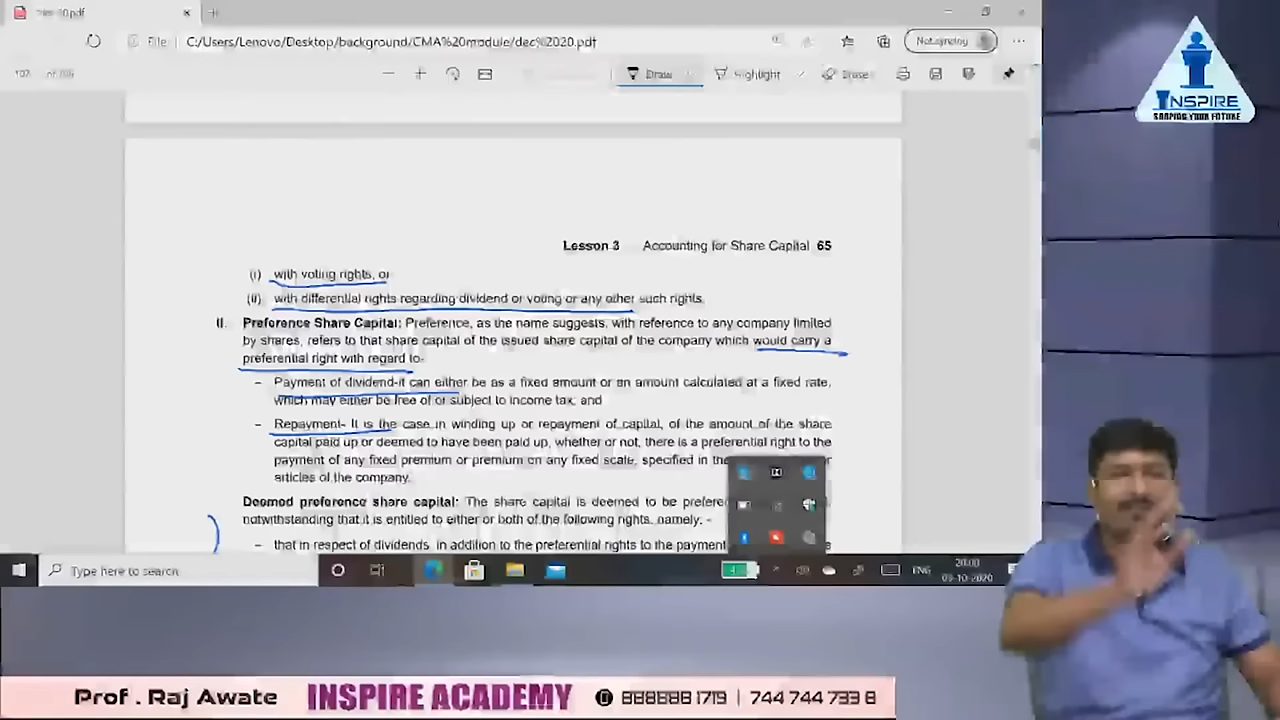 File C:/Users/Lenovo/Desktop/background/CMA%20module/dec%2020.pdf
Not syncing
Draw
Highlight
Erase
INSPIRE
SHAPING YOUR FUTURE
Lesson 3 Accounting for Share Capital 65
(i) with voting rights, or
(ii) with differential rights regarding dividend or voting or any other such rights.
II. Preference Share Capital: Preference, as the name suggests, with reference to any company limited
by shares, refers to that share capital of the issued share capital of the company which would carry a
preferential right with regard to-
– Payment of dividend-it can either be as a fixed amount or an amount calculated at a fixed rate,
which may either be free of or subject to income tax; and
– Repayment- It is the case in winding up or repayment of capital, of the amount of the share
capital paid up or deemed to have been paid up, whether or not, there is a preferential right to the
payment of any fixed premium or premium on any fixed scale, specified in the
articles of the company.
Deemed preference share capital: The share capital is deemed to be
notwithstanding that it is entitled to either or both of the following rights, namely: -
– that in respect of dividends, in addition to the preferential rights to the payment
Type here to search
ENG
20:00
09-10-2020
Prof. Raj Awate INSPIRE ACADEMY 888888 1719 | 744 744 733 8